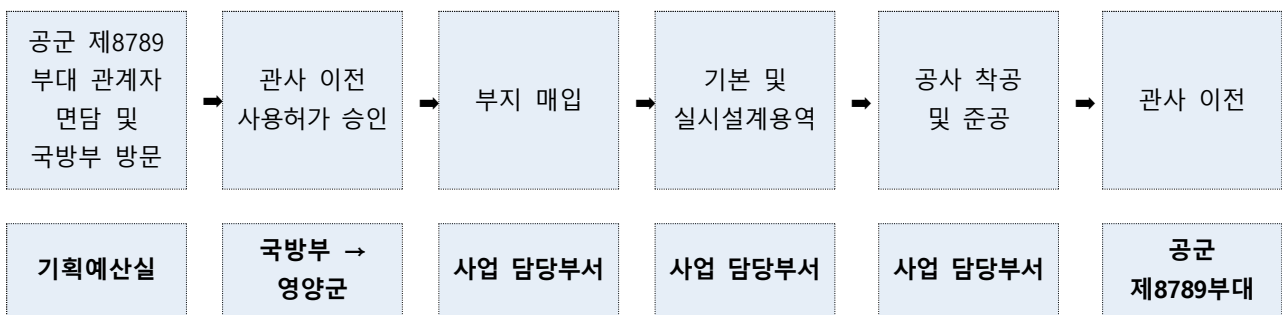 공군 제8789
부대 관계자
면담 및
국방부 방문
➡
관사 이전
사용허가 승인
➡
부지 매입
➡
기본 및
실시설계용역
➡
공사 착공
및 준공
➡
관사 이전
기획예산실
국방부 →
영양군
사업 담당부서
사업 담당부서
사업 담당부서
공군
제8789부대